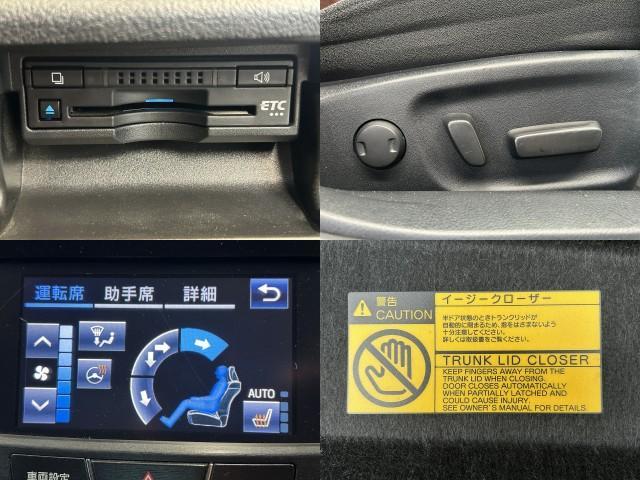 ETC
運転席
助手席
詳細
AUTO
車両設定
警告
CAUTION
イージークローザー
半ドア状態のときトランクリッドが
自動的に閉まるため、指をはさまないよう
十分注意してください。
詳しくは取扱書をご覧ください。
TRUNK LID CLOSER
KEEP FINGERS AWAY FROM THE
TRUNK LID WHEN CLOSING.
DOOR CLOSES AUTOMATICALLY
WHEN PARTIALLY LATCHED AND
COULD CAUSE INJURY.
SEE OWNER'S MANUAL FOR DETAILS.